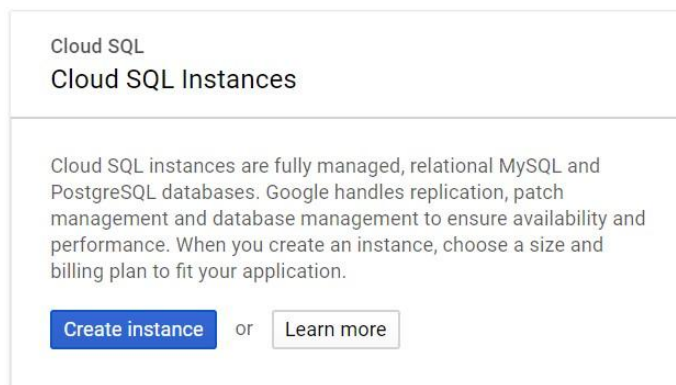 Cloud SQL
Cloud SQL Instances
Cloud SQL instances are fully managed, relational MySQL and
PostgreSQL databases. Google handles replication, patch
management and database management to ensure availability and
performance. When you create an instance, choose a size and
billing plan to fit your application.
Create instance or Learn more